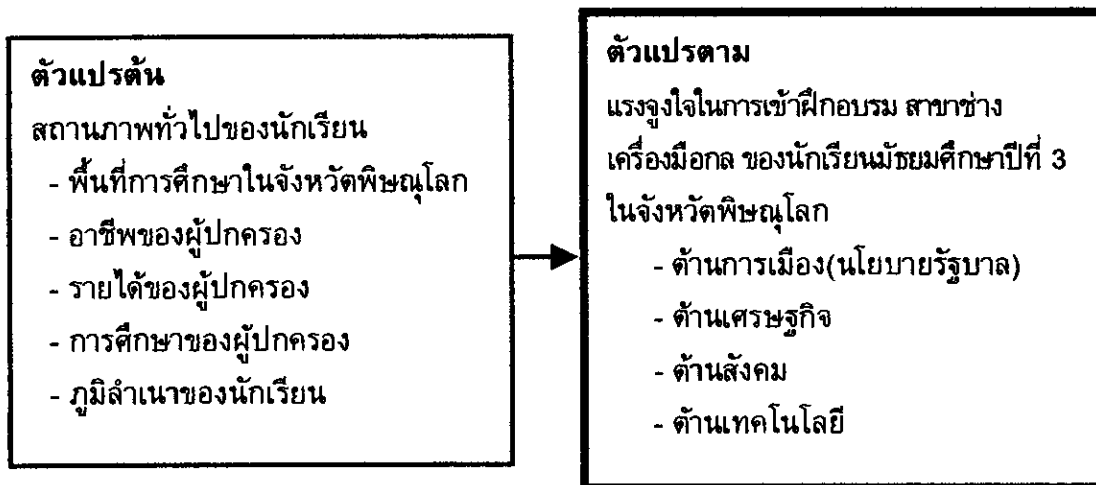 ตัวแปรต้น
สถานภาพทั่วไปของนักเรียน
- พื้นที่การศึกษาในจังหวัดพิษณุโลก
- อาชีพของผู้ปกครอง
- รายได้ของผู้ปกครอง
- การศึกษาของผู้ปกครอง
- ภูมิลำเนาของนักเรียน
ตัวแปรตาม
แรงจูงใจในการเข้าฝึกอบรม สาขาช่าง
เครื่องมือกล ของนักเรียนมัธยมศึกษาปีที่ 3
ในจังหวัดพิษณุโลก
- ด้านการเมือง(นโยบายรัฐบาล)
- ด้านเศรษฐกิจ
- ด้านสังคม
- ด้านเทคโนโลยี